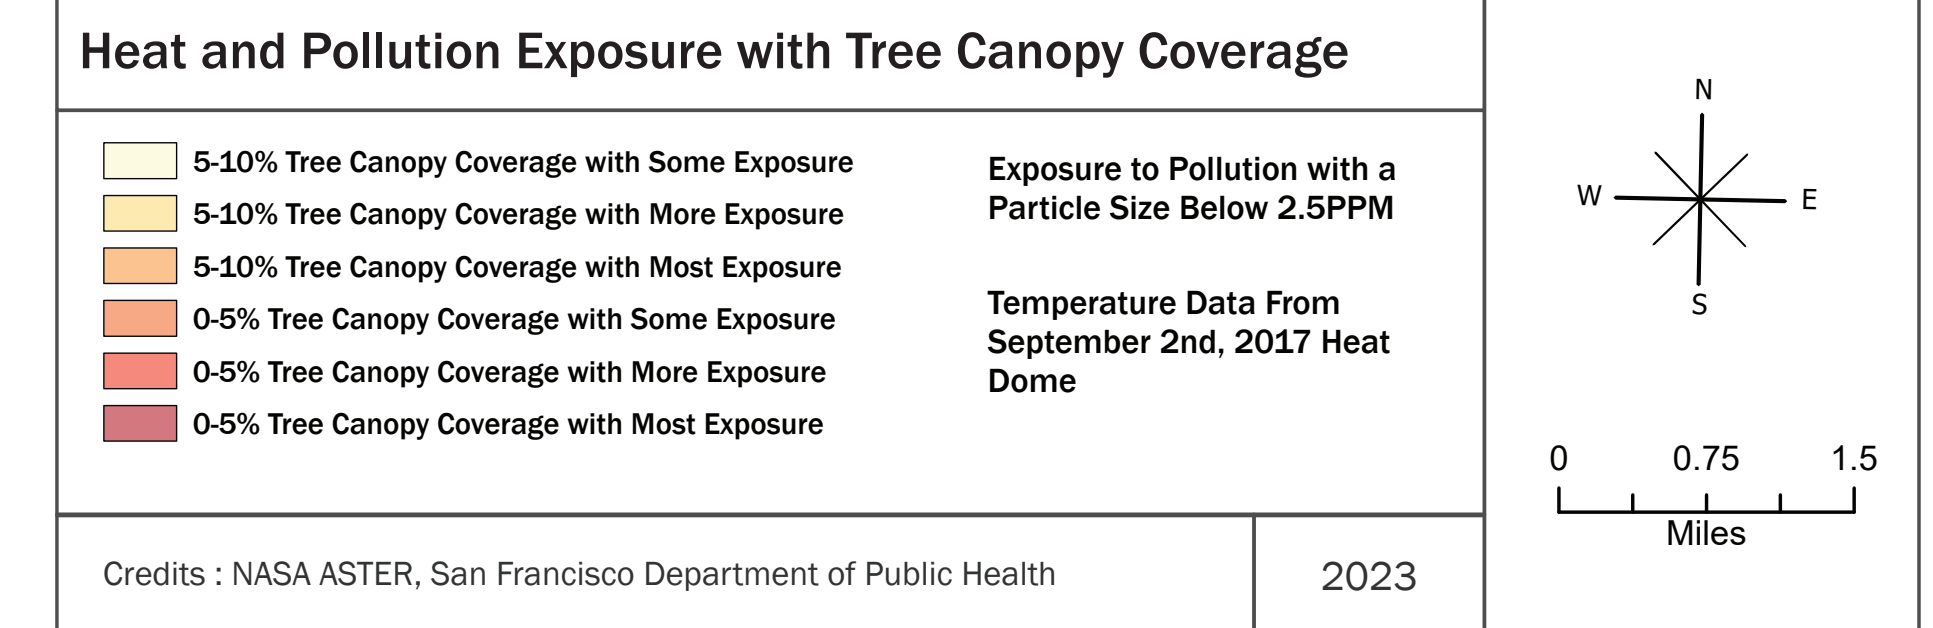 Heat and Pollution Exposure with Tree Canopy Coverage
5-10% Tree Canopy Coverage with Some Exposure
5-10% Tree Canopy Coverage with More Exposure
5-10% Tree Canopy Coverage with Most Exposure
0-5% Tree Canopy Coverage with Some Exposure
0-5% Tree Canopy Coverage with More Exposure
0-5% Tree Canopy Coverage with Most Exposure
Exposure to Pollution with a
Particle Size Below 2.5PPM
Temperature Data From
September 2nd, 2017 Heat
Dome
Credits : NASA ASTER, San Francisco Department of Public Health
2023
N
W E
S
0 0.75 1.5
Miles